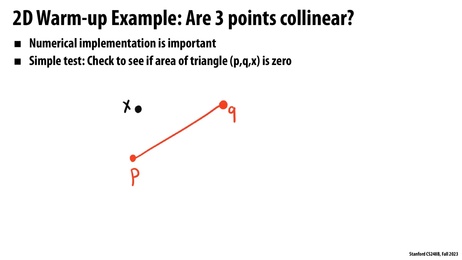 2D Warm-up Example: Are 3 points collinear?
■ Numerical implementation is important
■ Simple test: Check to see if area of triangle (p,q,x) is zero
x
q
p
Stanford CS248B, Fall 2023